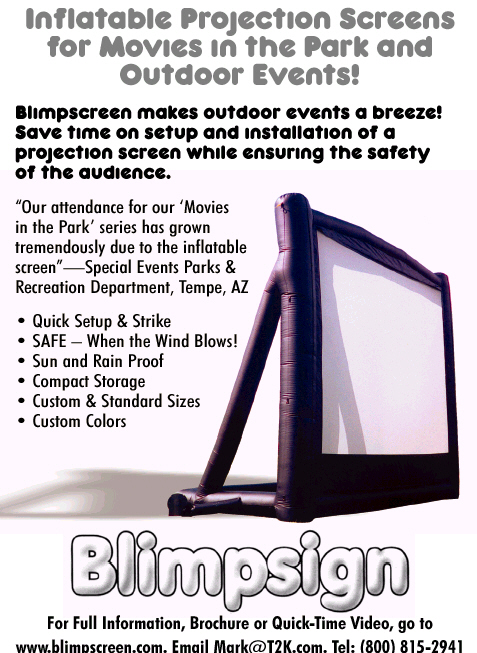 Inflatable Projection Screens
for Movies in the Park and
Outdoor Events!
Blimpscreen makes outdoor events a breeze!
Save time on setup and installation of a
projection screen while ensuring the safety
of the audience.
“Our attendance for our ‘Movies
in the Park’ series has grown
tremendously due to the inflatable
screen”—Special Events Parks &
Recreation Department, Tempe, AZ
• Quick Setup & Strike
• SAFE – When the Wind Blows!
• Sun and Rain Proof
• Compact Storage
• Custom & Standard Sizes
• Custom Colors
Blimpsign
For Full Information, Brochure or Quick-Time Video, go to
www.blimpscreen.com. Email Mark@T2K.com. Tel: (800) 815-2941